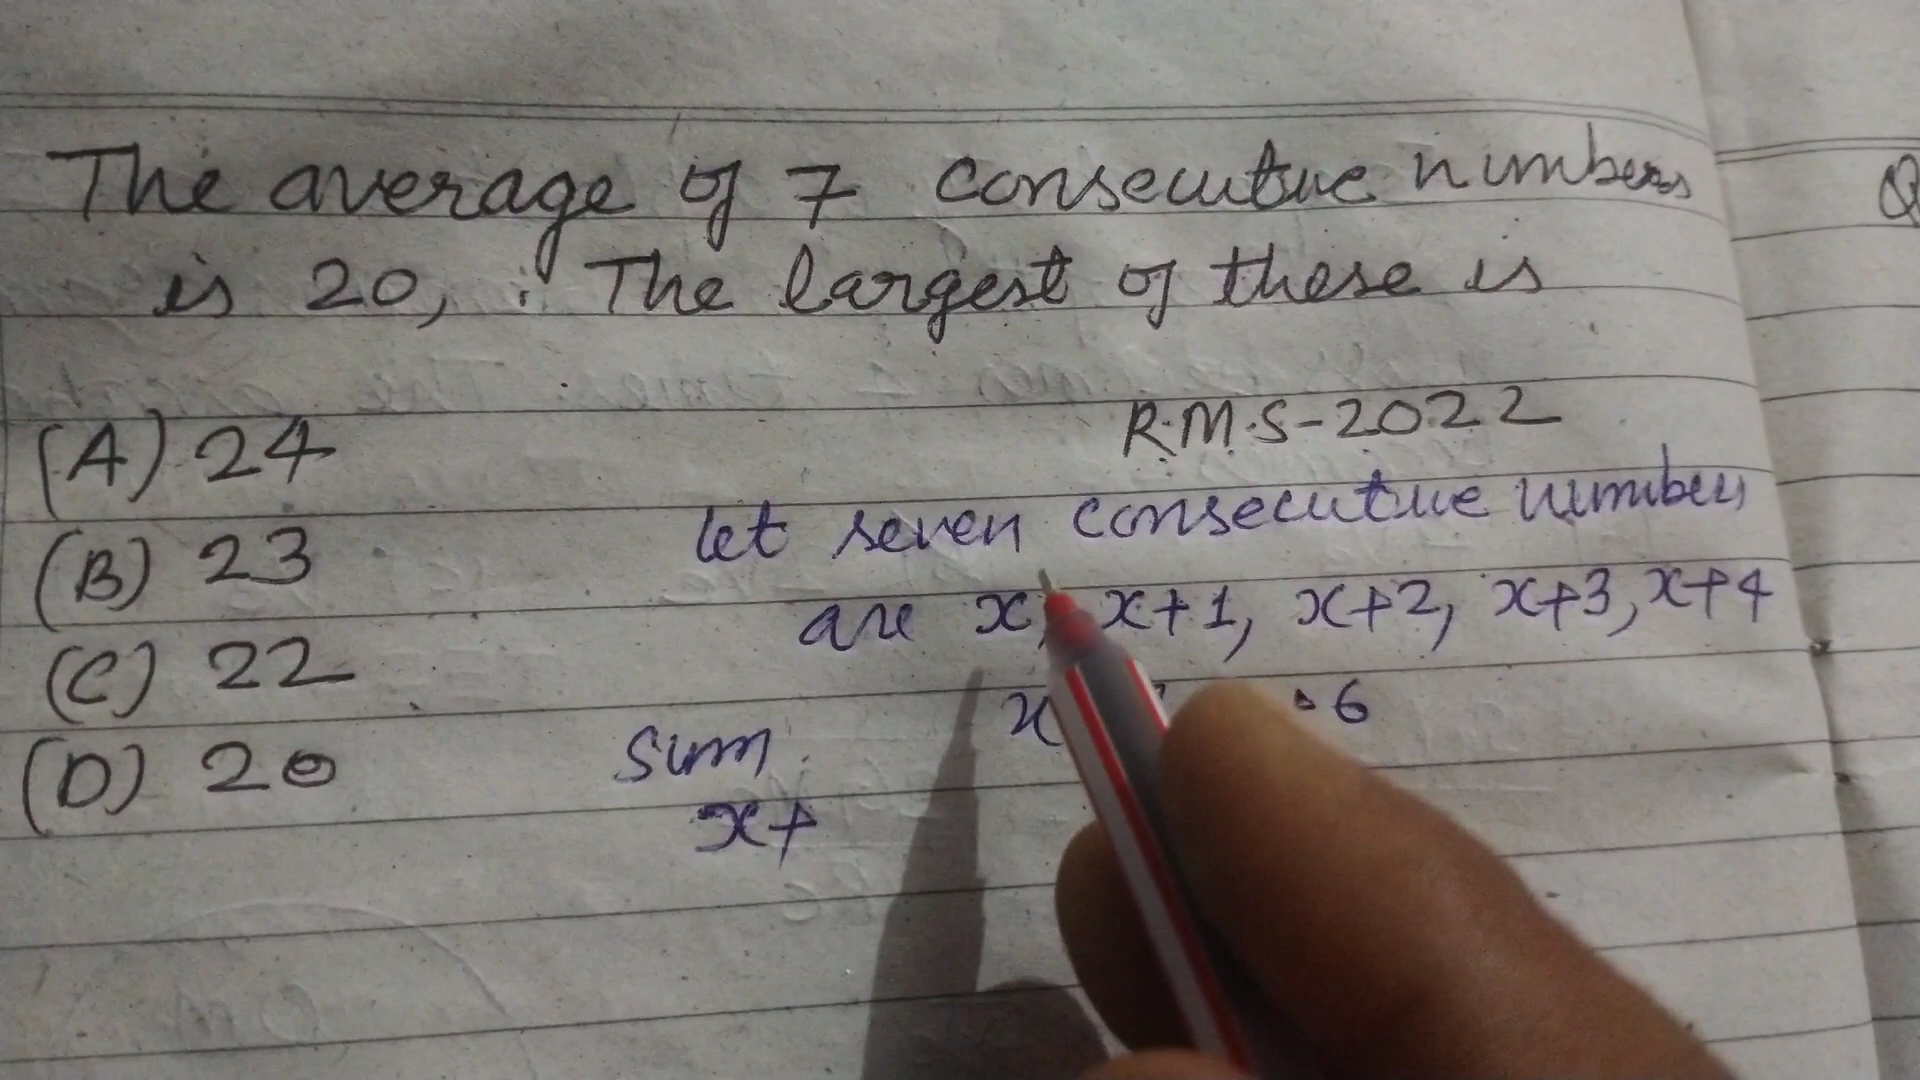 The average of 7 consecutive numbers
is 20, The largest of these is
R.M.S-2022
(A) 24
(B) 23
(C) 22
(D) 20
let seven consecutive number
are x, x+1, x+2, x+3, x+4
x 6
Sum
x+
Q